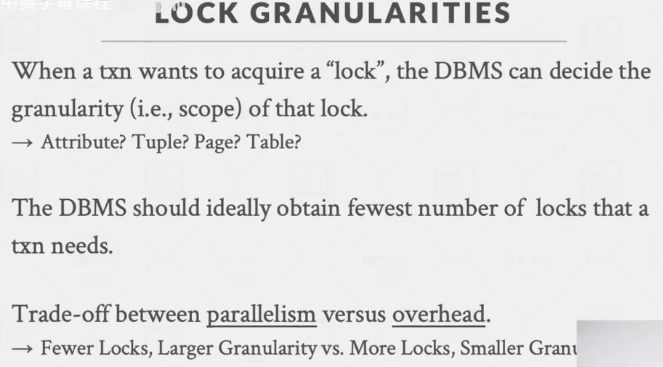 中英字幕课程
LOCK GRANULARITIES
When a txn wants to acquire a “lock”, the DBMS can decide the
granularity (i.e., scope) of that lock.
→ Attribute? Tuple? Page? Table?
The DBMS should ideally obtain fewest number of locks that a
txn needs.
Trade-off between parallelism versus overhead.
→ Fewer Locks, Larger Granularity vs. More Locks, Smaller